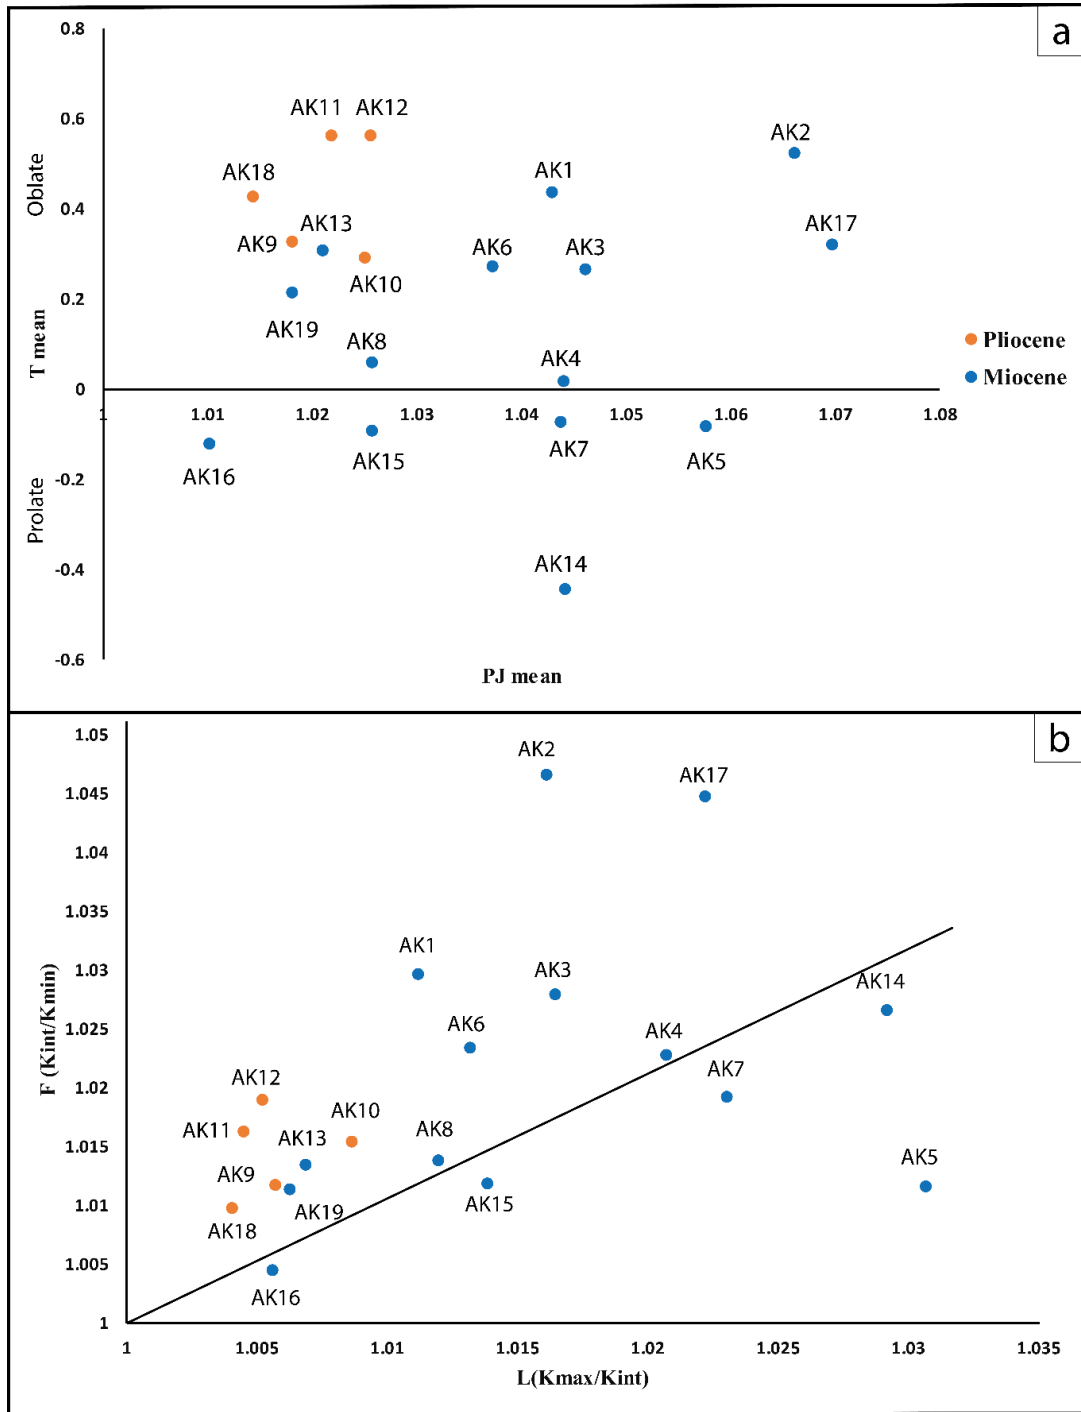 a
0.8
0.6
AK11 AK12
AK2
AK18
AK1
Oblate
0.4
AK13
AK17
AK9
AK6 AK3
AK10
0.2
AK19
T mean
AK8
AK4
Pliocene
Miocene
0
1 1.01 1.02 1.03 1.04 1.05 1.06 1.07 1.08
AK16
AK15
AK7
AK5
-0.2
Prolate
-0.4
AK14
-0.6
PJ mean
b
1.05
AK2
AK17
1.045
1.04
1.035
AK1
AK3
1.03
AK14
F (Kint/Kmin)
1.025
AK6
AK4
AK7
1.02
AK12
AK10
AK11
AK13
AK8
1.015
AK9
AK5
AK15
1.01
AK18
AK19
1.005
AK16
1
1 1.005 1.01 1.015 1.02 1.025 1.03 1.035
L(Kmax/Kint)